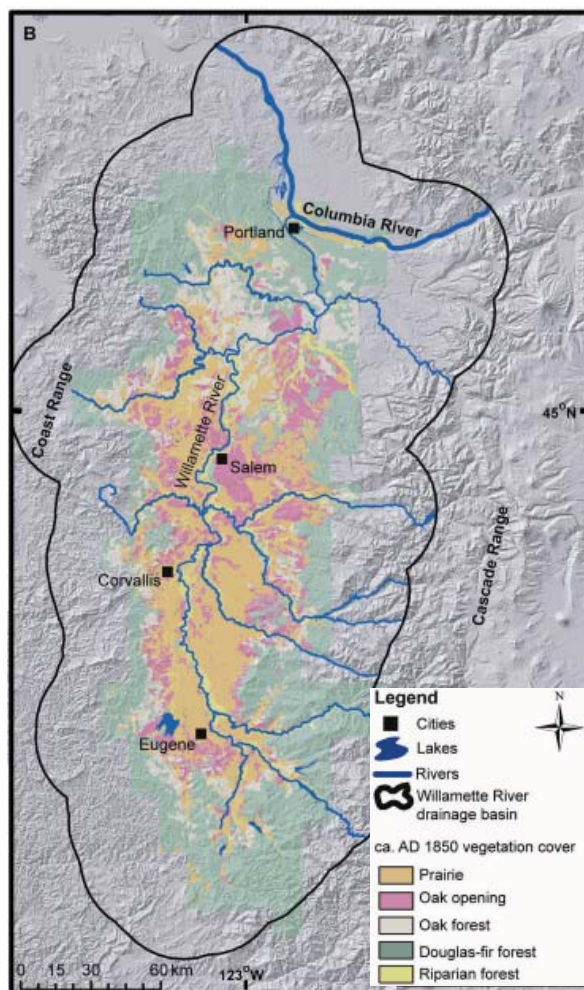 B
Columbia River
Portland
Coast Range
Willamette River
45°N
Salem
Cascade Range
Corvallis
Eugene
Legend
N
Cities
Lakes
Rivers
Willamette River
drainage basin
ca. AD 1850 vegetation cover
Prairie
Oak opening
Oak forest
Douglas-fir forest
Riparian forest
0 15 30 60 km
123°W